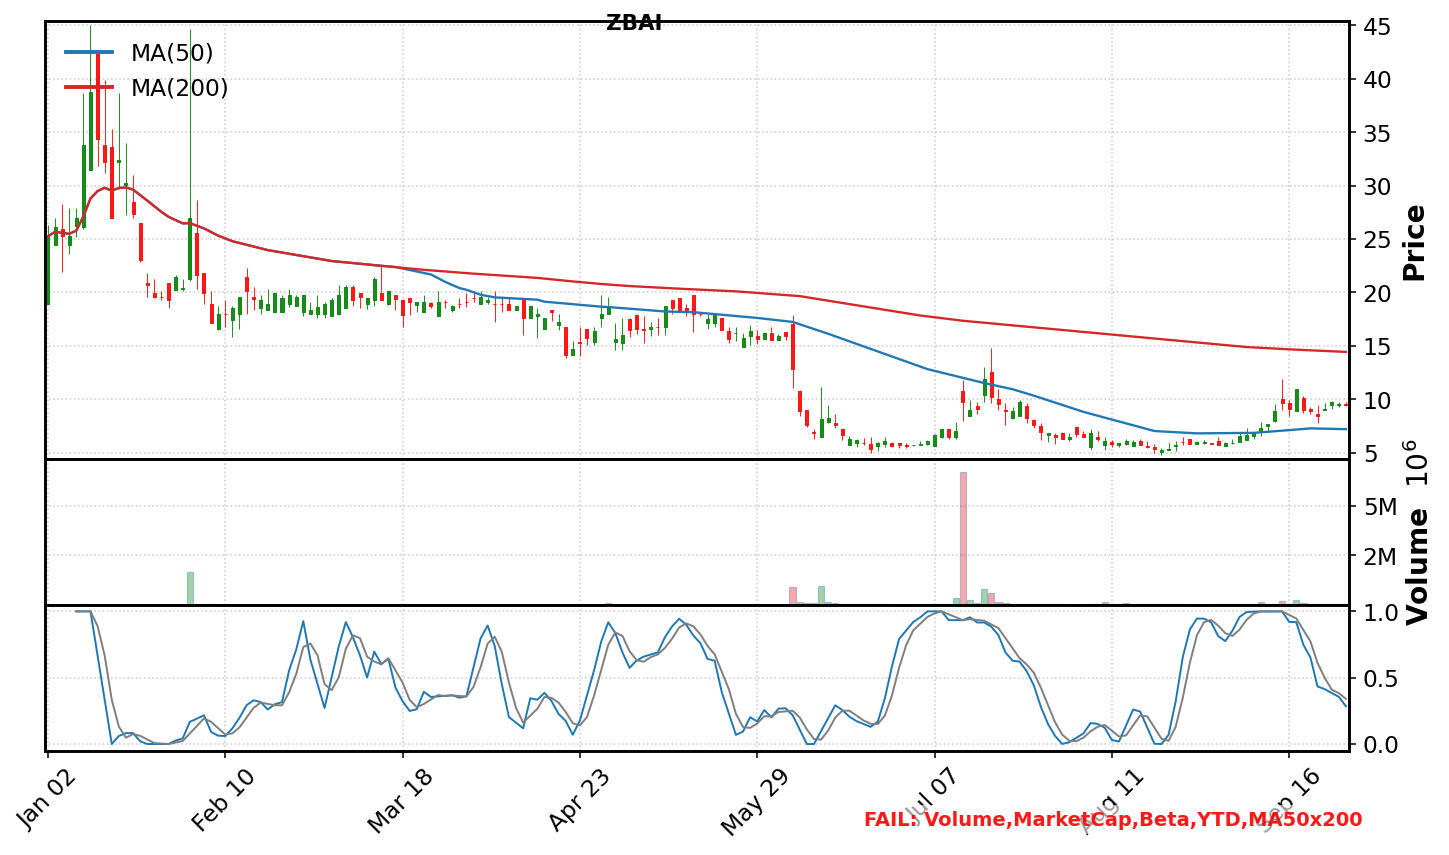 ZBAI
MA(50)
MA(200)
45
40
35
30
25
20
15
10
5
Price
10^6
5M
2M
Volume
1.0
0.5
0.0
Jan 02
Feb 10
Mar 18
Apr 23
May 29
Jul 07
Aug 11
Sep 16
FAIL: Volume,MarketCap,Beta,YTD,MA50x200